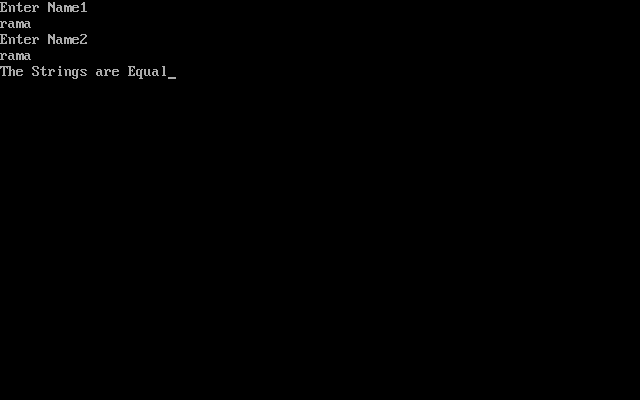 Enter Name1
rama
Enter Name2
rama
The Strings are Equal_